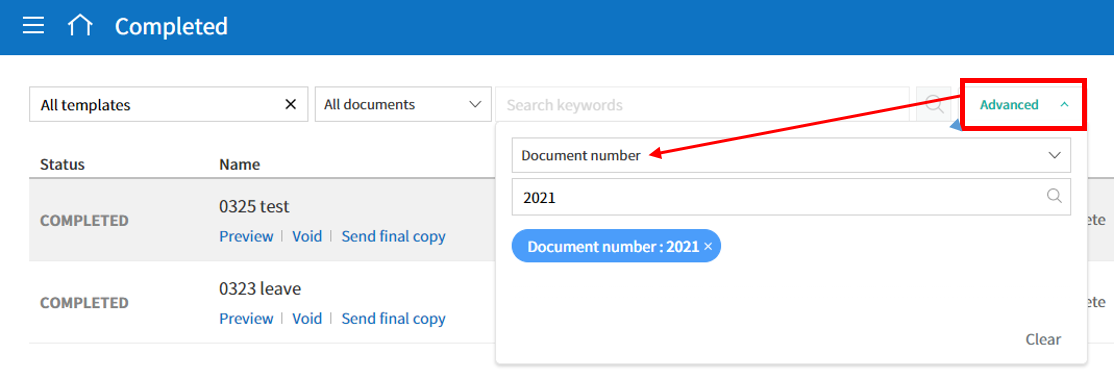 Completed
All templates
All documents
Search keywords
Advanced
Document number
2021
Document number : 2021 ×
Clear
Status Name
COMPLETED
0325 test
Preview Void Send final copy
ete
COMPLETED
0323 leave
Preview Void Send final copy
ete